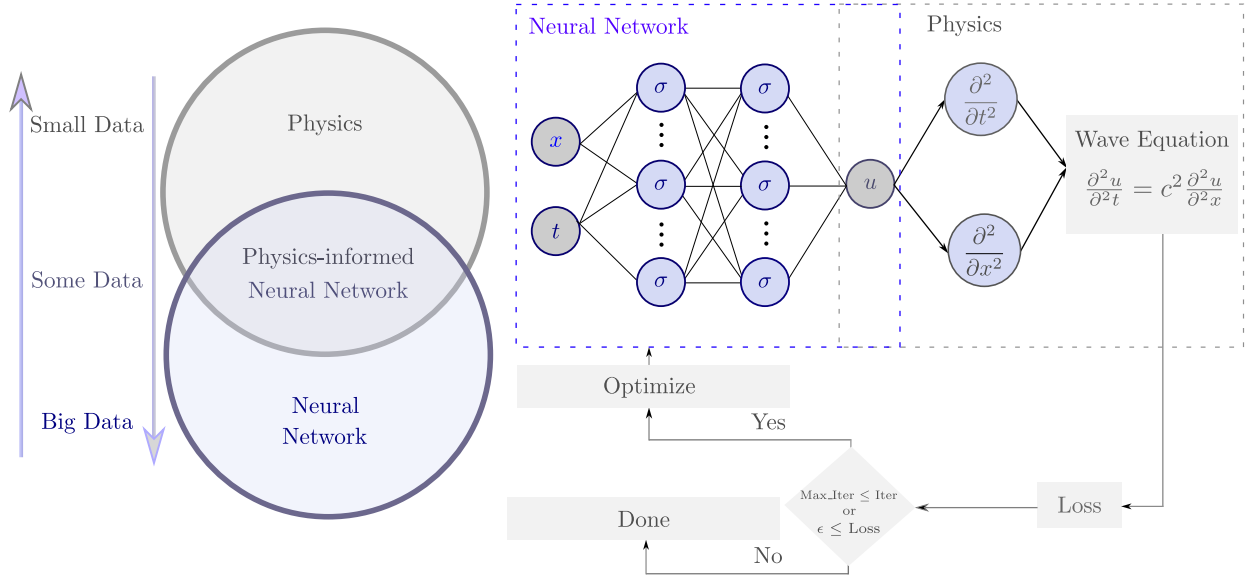 Small Data
Some Data
Big Data
Physics
Physics-informed
Neural Network
Neural
Network
Neural Network
Physics
x
t
σ
σ
σ
σ
σ
σ
u
∂²/∂t²
∂²/∂x²
Wave Equation
∂²u/∂²t = c² ∂²u/∂²x
Optimize
Yes
Max_Iter ≤ Iter
or
ϵ ≤ Loss
Loss
Done
No